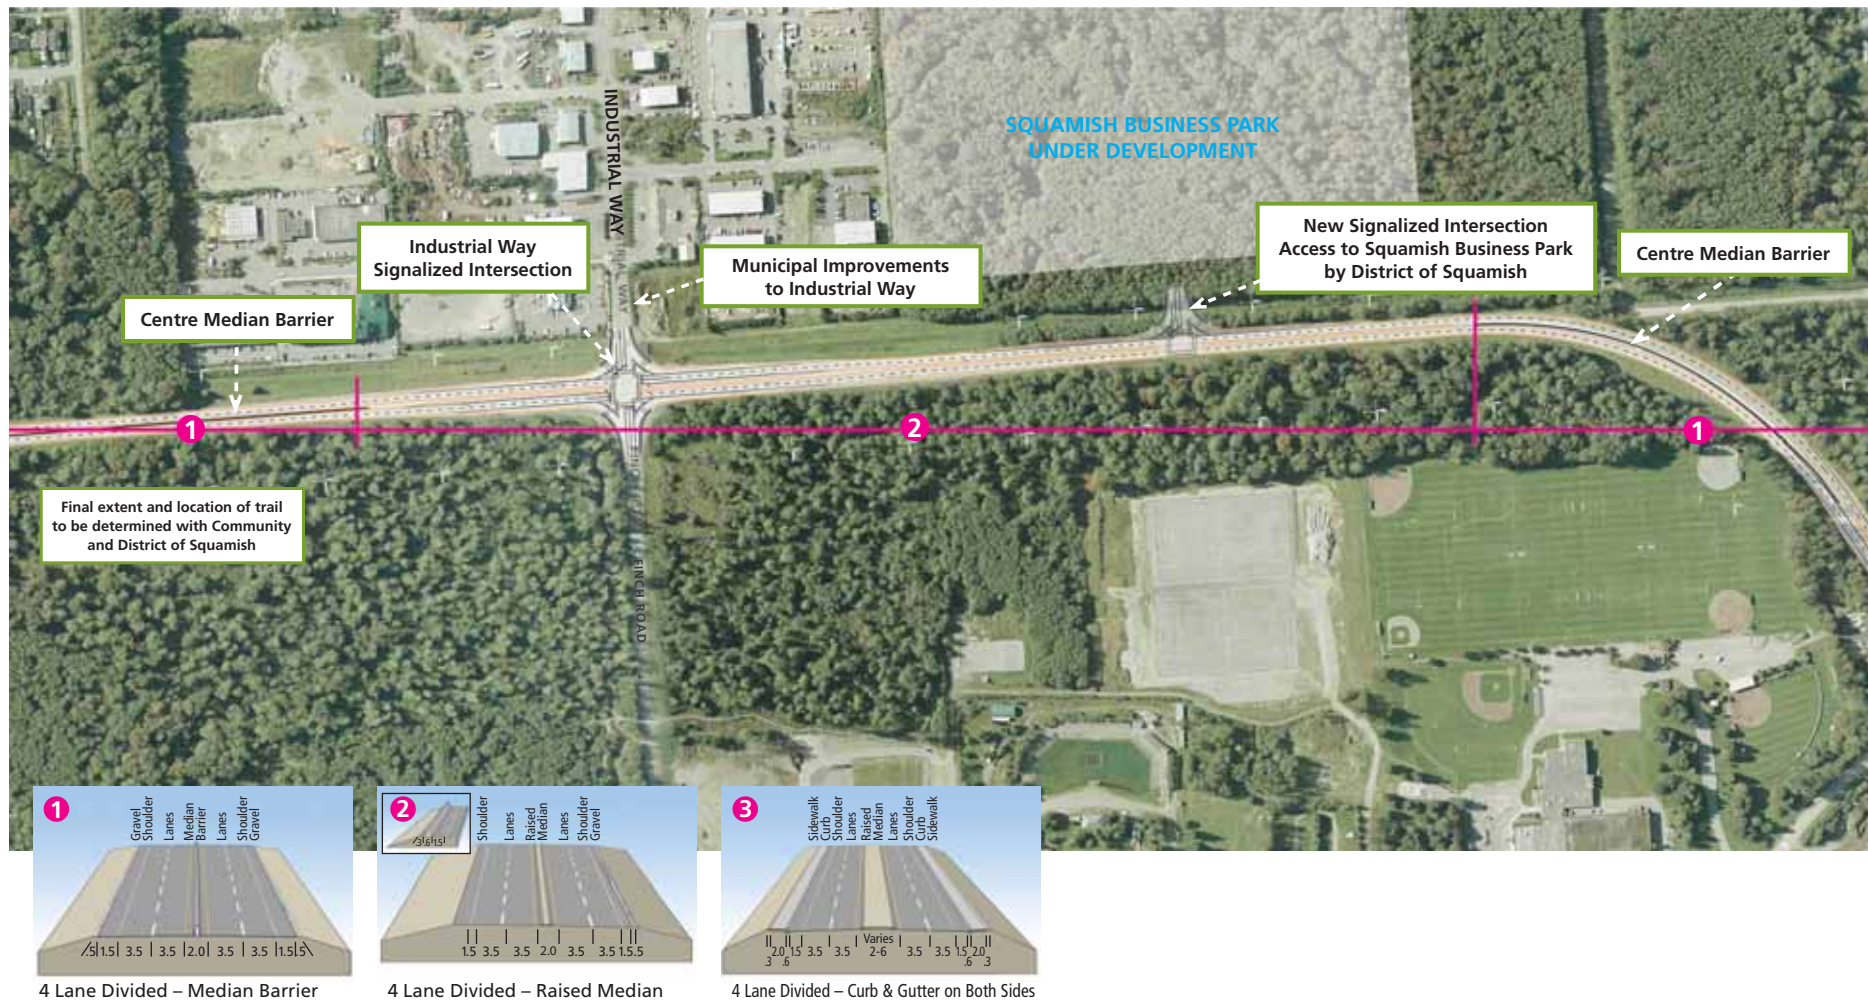 INDUSTRIAL WAY
SQUAMISH BUSINESS PARK
UNDER DEVELOPMENT
Industrial Way
Signalized Intersection
Municipal Improvements
to Industrial Way
New Signalized Intersection
Access to Squamish Business Park
by District of Squamish
Centre Median Barrier
Centre Median Barrier
WAY
1
2
1
Final extent and location of trail
to be determined with Community
and District of Squamish
FINCH ROAD
1
Gravel
Shoulder
Lanes
Median
Barrier
Lanes
Shoulder
Gravel
.5 1.5 3.5 3.5 2.0 3.5 3.5 1.5 .5
4 Lane Divided – Median Barrier
2
Shoulder
Lanes
Raised
Median
Lanes
Shoulder
Gravel
1.5 3.5 3.5 2.0 3.5 3.5 1.5 .5
4 Lane Divided – Raised Median
3
Sidewalk
Curb
Shoulder
Lanes
Raised
Median
Lanes
Shoulder
Curb
Sidewalk
Varies
.3 2.0 .6 1.5 3.5 3.5 2-6 3.5 3.5 1.5 .6 2.0 .3
4 Lane Divided – Curb & Gutter on Both Sides